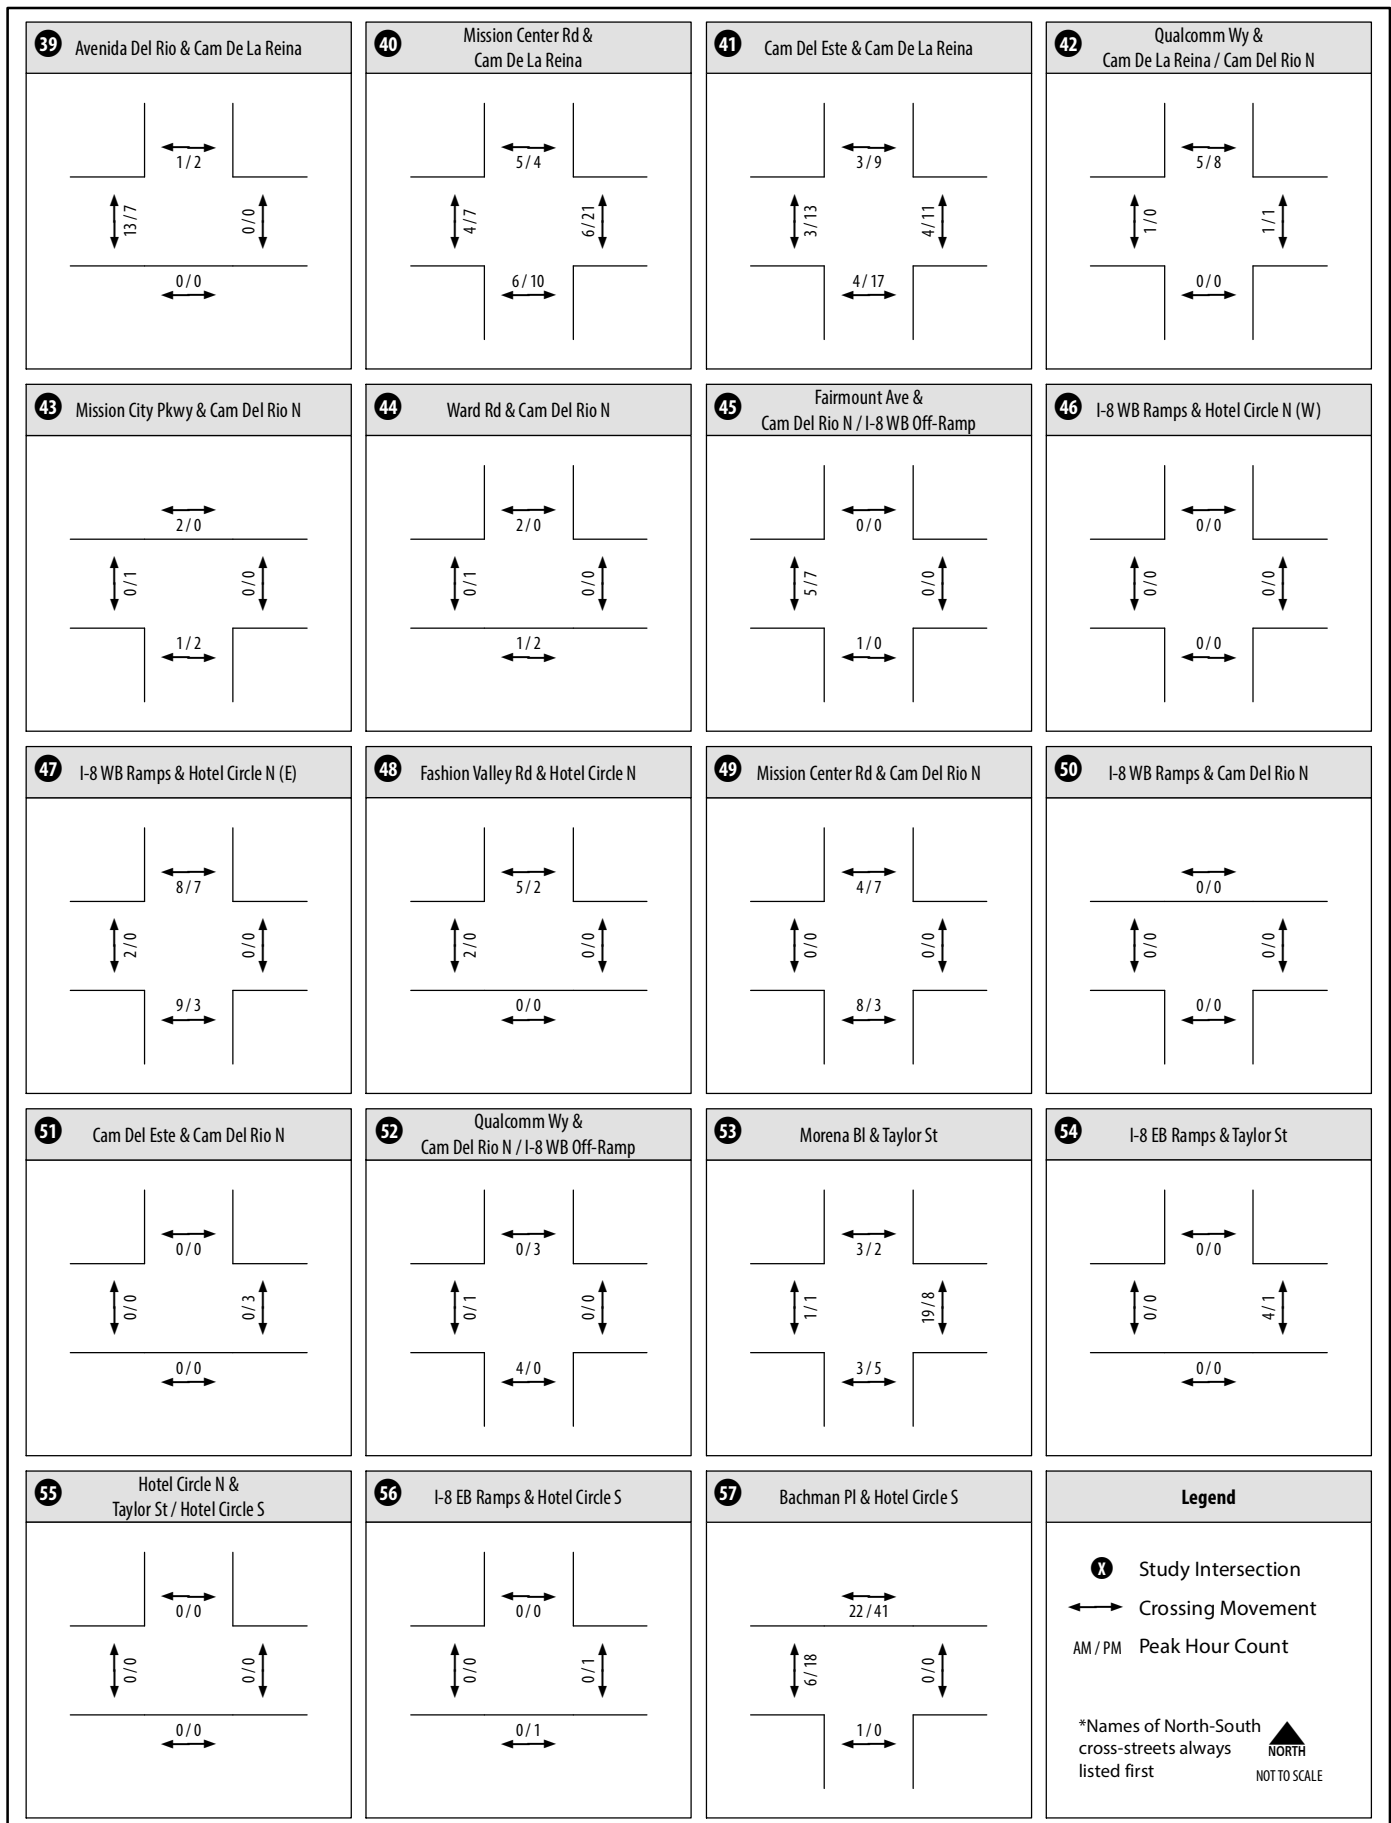 39 Avenida Del Rio & Cam De La Reina
1 / 2
13 / 7
0 / 0
0 / 0
40 Mission Center Rd &
Cam De La Reina
5 / 4
4 / 7
6 / 21
6 / 10
41 Cam Del Este & Cam De La Reina
3 / 9
3 / 13
4 / 11
4 / 17
42 Qualcomm Wy &
Cam De La Reina / Cam Del Rio N
5 / 8
1 / 0
1 / 1
0 / 0
43 Mission City Pkwy & Cam Del Rio N
2 / 0
0 / 1
0 / 0
1 / 2
44 Ward Rd & Cam Del Rio N
2 / 0
0 / 1
0 / 0
1 / 2
45 Fairmount Ave &
Cam Del Rio N / I-8 WB Off-Ramp
0 / 0
5 / 7
0 / 0
1 / 0
46 I-8 WB Ramps & Hotel Circle N (W)
0 / 0
0 / 0
0 / 0
0 / 0
47 I-8 WB Ramps & Hotel Circle N (E)
8 / 7
2 / 0
0 / 0
9 / 3
48 Fashion Valley Rd & Hotel Circle N
5 / 2
2 / 0
0 / 0
0 / 0
49 Mission Center Rd & Cam Del Rio N
4 / 7
0 / 0
0 / 0
8 / 3
50 I-8 WB Ramps & Cam Del Rio N
0 / 0
0 / 0
0 / 0
0 / 0
51 Cam Del Este & Cam Del Rio N
0 / 0
0 / 0
0 / 3
0 / 0
52 Qualcomm Wy &
Cam Del Rio N / I-8 WB Off-Ramp
0 / 3
0 / 1
0 / 0
4 / 0
53 Morena Bl & Taylor St
3 / 2
1 / 1
19 / 8
3 / 5
54 I-8 EB Ramps & Taylor St
0 / 0
0 / 0
4 / 1
0 / 0
55 Hotel Circle N &
Taylor St / Hotel Circle S
0 / 0
0 / 0
0 / 0
0 / 0
56 I-8 EB Ramps & Hotel Circle S
0 / 0
0 / 0
0 / 1
0 / 1
57 Bachman Pl & Hotel Circle S
22 / 41
6 / 18
0 / 0
1 / 0
Legend
X Study Intersection
Crossing Movement
AM / PM Peak Hour Count
*Names of North-South
cross-streets always
listed first
NORTH
NOT TO SCALE